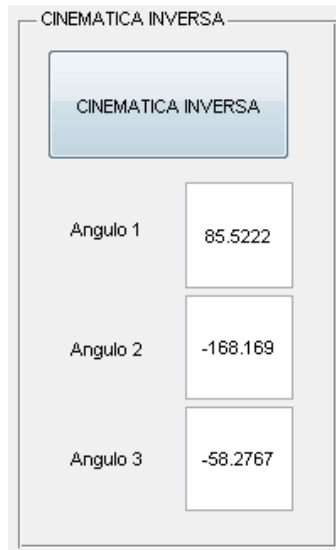 CINEMATICA INVERSA
CINEMATICA INVERSA
Angulo 1
85.5222
Angulo 2
-168.169
Angulo 3
-58.2767